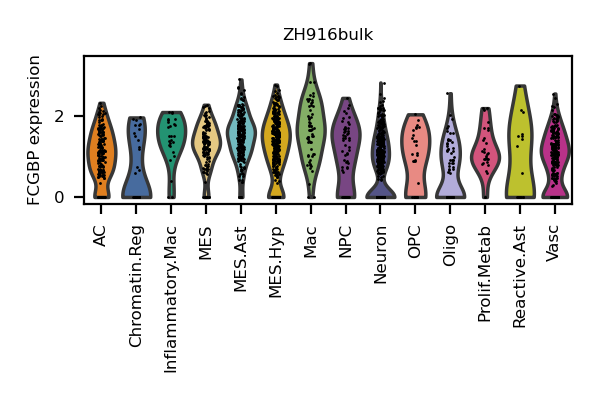 ZH916bulk
FCGBP expression
2
0
AC
Chromatin.Reg
Inflammatory.Mac
MES
MES.Ast
MES.Hyp
Mac
NPC
Neuron
OPC
Oligo
Prolif.Metab
Reactive.Ast
Vasc